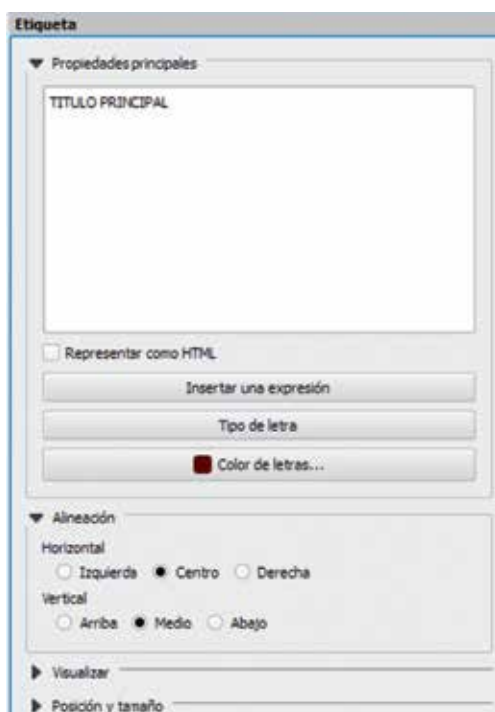 Etiqueta
Propiedades principales
TITULO PRINCIPAL
Representar como HTML
Insertar una expresión
Tipo de letra
Color de letras...
Alineación
Horizontal
Izquierda Centro Derecha
Vertical
Arriba Medio Abajo
Visualizar
Posición y tamaño